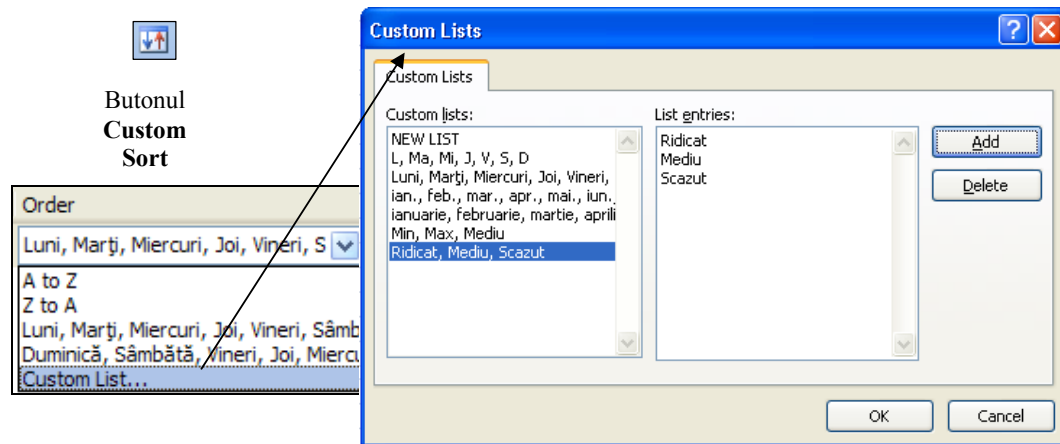 Butonul
Custom
Sort
Order
Luni, Marţi, Miercuri, Joi, Vineri, S
A to Z
Z to A
Luni, Marţi, Miercuri, Joi, Vineri, Sâmb
Duminică, Sâmbătă, Vineri, Joi, Miercu
Custom List...
Custom Lists
Custom Lists
Custom lists:
NEW LIST
L, Ma, Mi, J, V, S, D
Luni, Marţi, Miercuri, Joi, Vineri,
ian., feb., mar., apr., mai., iun.,
ianuarie, februarie, martie, aprili
Min, Max, Mediu
Ridicat, Mediu, Scazut
List entries:
Ridicat
Mediu
Scazut
Add
Delete
OK
Cancel